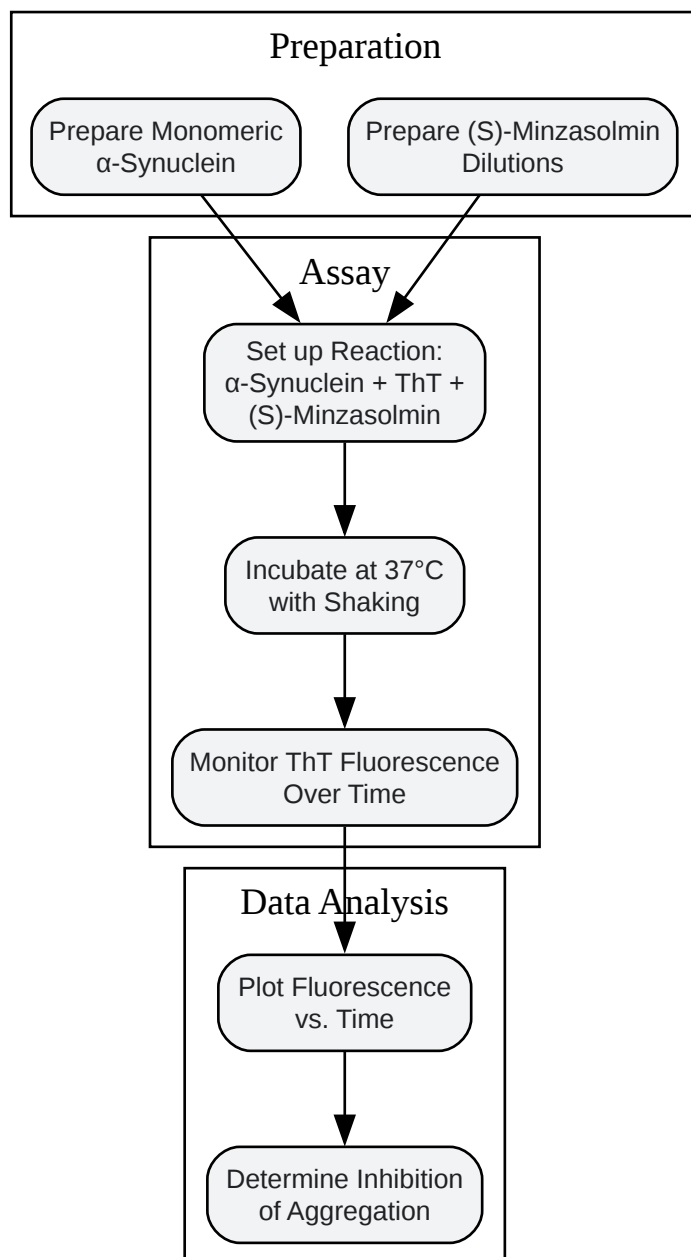 Preparation
Prepare Monomeric
α-Synuclein
Prepare (S)-Minzasolmin
Dilutions
Assay
Set up Reaction:
α-Synuclein + ThT +
(S)-Minzasolmin
Incubate at 37°C
with Shaking
Monitor ThT Fluorescence
Over Time
Data Analysis
Plot Fluorescence
vs. Time
Determine Inhibition
of Aggregation